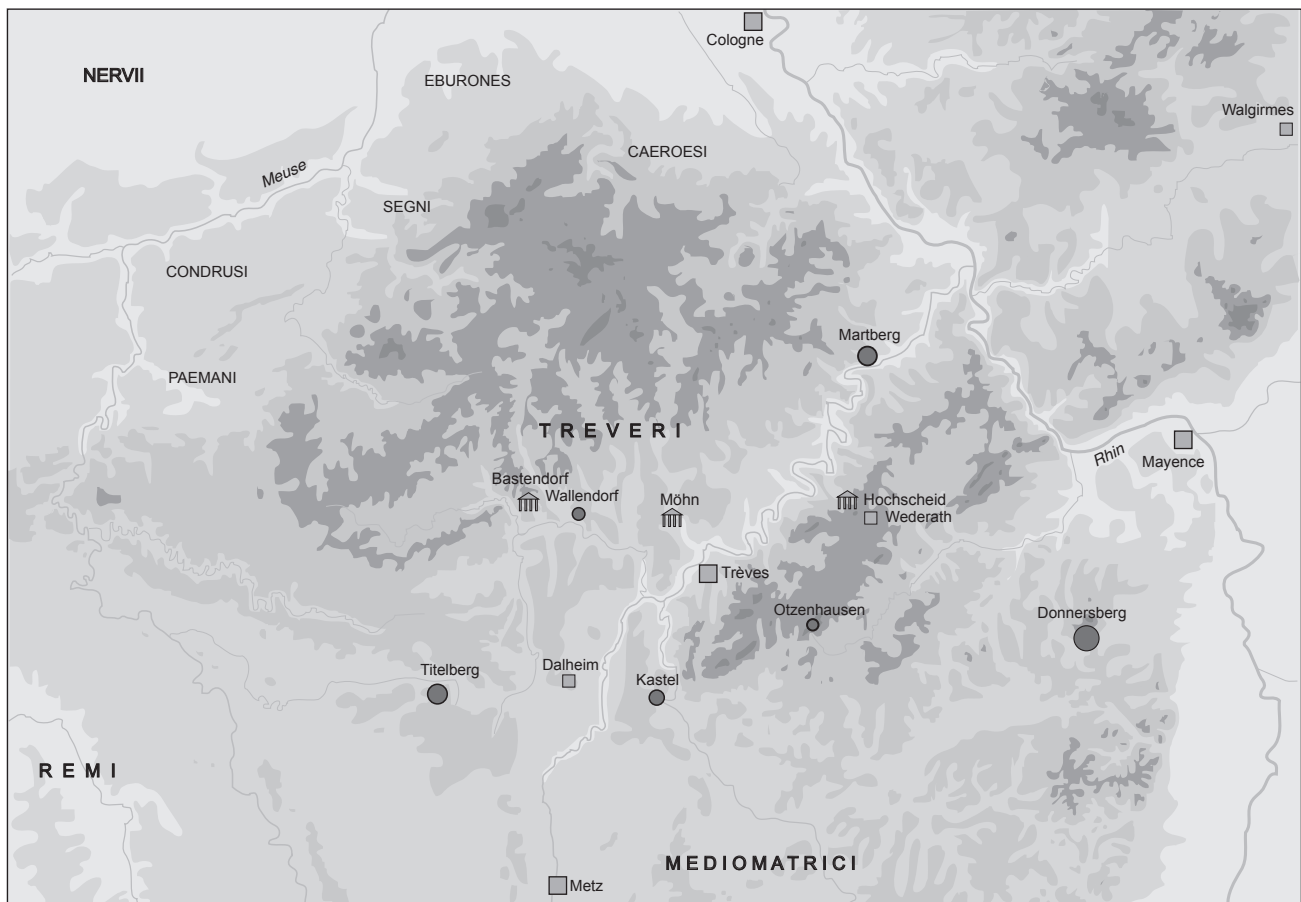 Cologne
NERVII
EBURONES
Walgirmes
CAEROESI
Meuse
SEGNI
CONDRUSI
Martberg
PAEMANI
TREVERI
Rhin
Mayence
Bastendorf
Wallendorf
Möhn
Hochscheid
Wederath
Trèves
Otzenhausen
Donnersberg
Titelberg
Dalheim
Kastel
REMI
MEDIOMATRICI
Metz